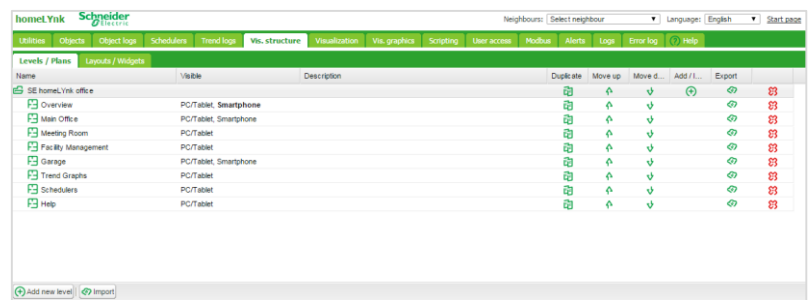 homeLYnk Schneider Electric Neighbours: Select neighbour Language: English Start page
Utilities Objects Object logs Schedulers Trend logs Vis. structure Visualization Vis. graphics Scripting User access Modbus Alerts Logs Error log ? Help
Levels / Plans Layouts / Widgets
Name Visible Description Duplicate Move up Move d... Add / I... Export
SE homeLYnk office
Overview PC/Tablet, Smartphone
Main Office PC/Tablet, Smartphone
Meeting Room PC/Tablet
Facility Management PC/Tablet
Garage PC/Tablet, Smartphone
Trend Graphs PC/Tablet
Schedulers PC/Tablet
Help PC/Tablet
Add new level Import